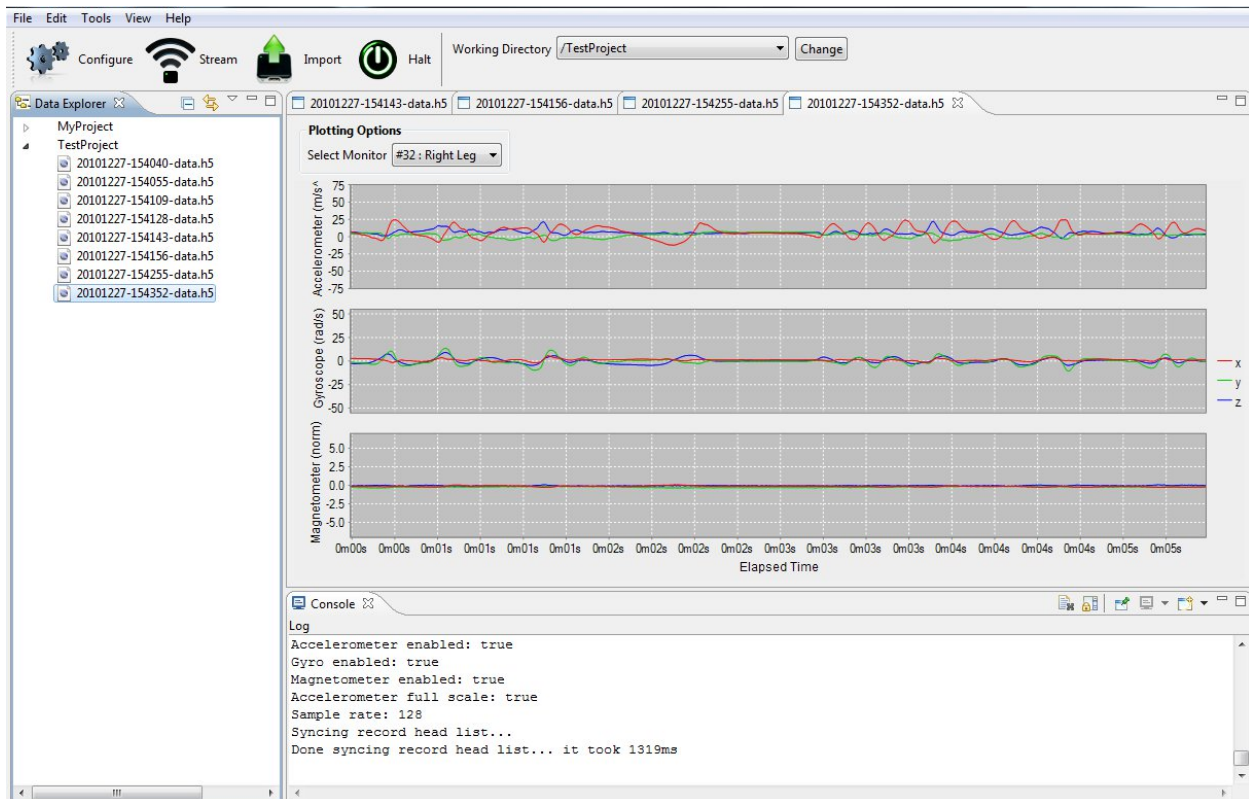 File Edit Tools View Help
Configure Stream Import Halt Working Directory /TestProject Change
Data Explorer
MyProject
TestProject
20101227-154040-data.h5
20101227-154055-data.h5
20101227-154109-data.h5
20101227-154128-data.h5
20101227-154143-data.h5
20101227-154156-data.h5
20101227-154255-data.h5
20101227-154352-data.h5
20101227-154143-data.h5 20101227-154156-data.h5 20101227-154255-data.h5 20101227-154352-data.h5
Plotting Options
Select Monitor #32 : Right Leg
Accelerometer (m/s^
75
50
25
0
-25
-50
-75
Gyroscope (rad/s)
50
25
0
-25
-50
x
y
z
Magnetometer (norm)
5.0
2.5
0.0
-2.5
-5.0
0m00s 0m00s 0m01s 0m01s 0m01s 0m01s 0m02s 0m02s 0m02s 0m02s 0m03s 0m03s 0m03s 0m03s 0m04s 0m04s 0m04s 0m04s 0m05s 0m05s
Elapsed Time
Console
Log
Accelerometer enabled: true
Gyro enabled: true
Magnetometer enabled: true
Accelerometer full scale: true
Sample rate: 128
Syncing record head list...
Done syncing record head list... it took 1319ms